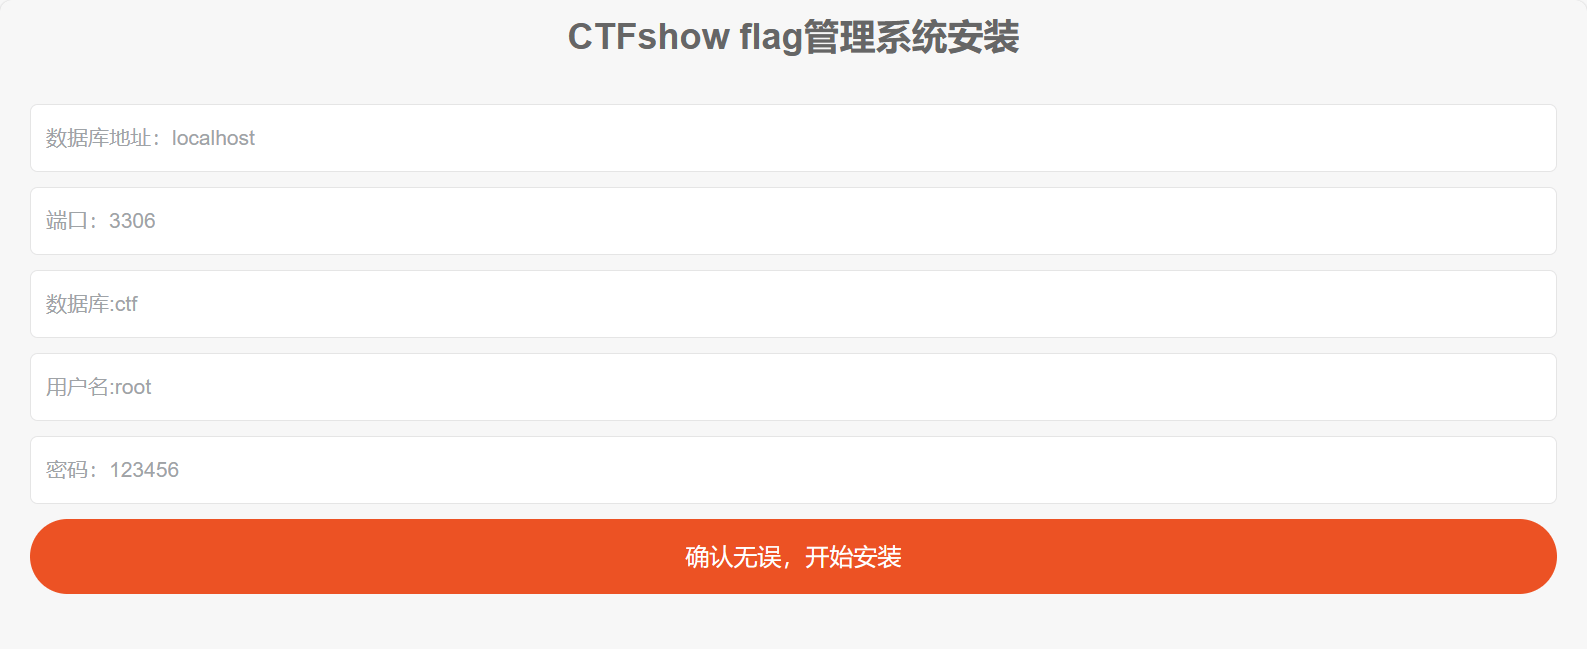 CTFshow flag管理系统安装
数据库地址：localhost
端口：3306
数据库:ctf
用户名:root
密码：123456
确认无误，开始安装